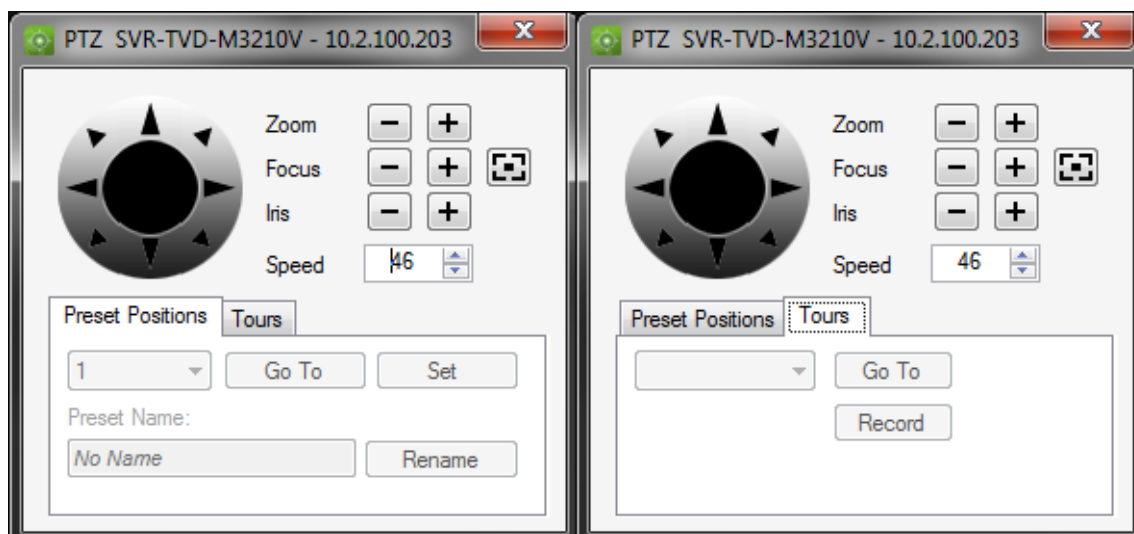 PTZ SVR-TVD-M3210V - 10.2.100.203
Zoom
Focus
Iris
Speed 46
Preset Positions Tours
1 Go To Set
Preset Name:
No Name Rename
PTZ SVR-TVD-M3210V - 10.2.100.203
Zoom
Focus
Iris
Speed 46
Preset Positions Tours
Go To
Record